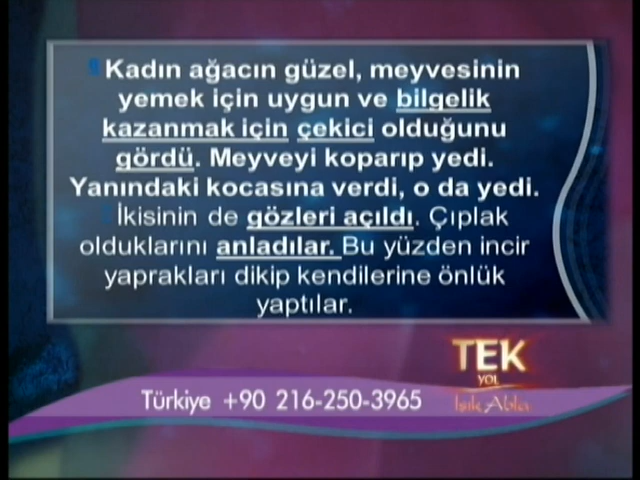 Kadın ağacın güzel, meyvesinin
yemek için uygun ve bilgelik
kazanmak için çekici olduğunu
gördü. Meyveyi koparıp yedi.
Yanındaki kocasına verdi, o da yedi.
İkisinin de gözleri açıldı. Çıplak
olduklarını anladılar. Bu yüzden incir
yaprakları dikip kendilerine önlük
yaptılar.
TEK
YOL
Işık Abla
Türkiye +90 216-250-3965